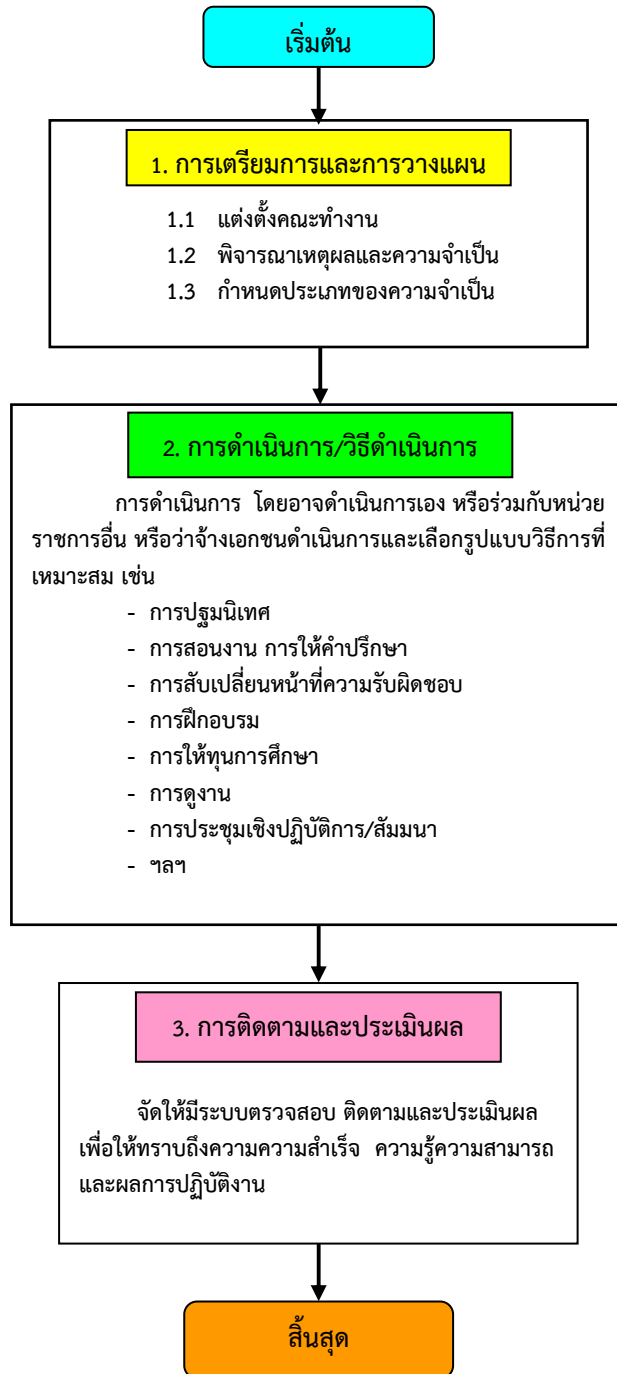 เริ่มต้น
1. การเตรียมการและการวางแผน
1.1 แต่งตั้งคณะทำงาน
1.2 พิจารณาเหตุผลและความจำเป็น
1.3 กำหนดประเภทของความจำเป็น
2. การดำเนินการ/วิธีดำเนินการ
การดำเนินการ โดยอาจดำเนินการเอง หรือร่วมกับหน่วย
ราชการอื่น หรือว่าจ้างเอกชนดำเนินการและเลือกรูปแบบวิธีการที่
เหมาะสม เช่น
- การปฐมนิเทศ
- การสอนงาน การให้คำปรึกษา
- การสับเปลี่ยนหน้าที่ความรับผิดชอบ
- การฝึกอบรม
- การให้ทุนการศึกษา
- การดูงาน
- การประชุมเชิงปฏิบัติการ/สัมมนา
- ฯลฯ
3. การติดตามและประเมินผล
จัดให้มีระบบตรวจสอบ ติดตามและประเมินผล
เพื่อให้ทราบถึงความความสำเร็จ ความรู้ความสามารถ
และผลการปฏิบัติงาน
สิ้นสุด